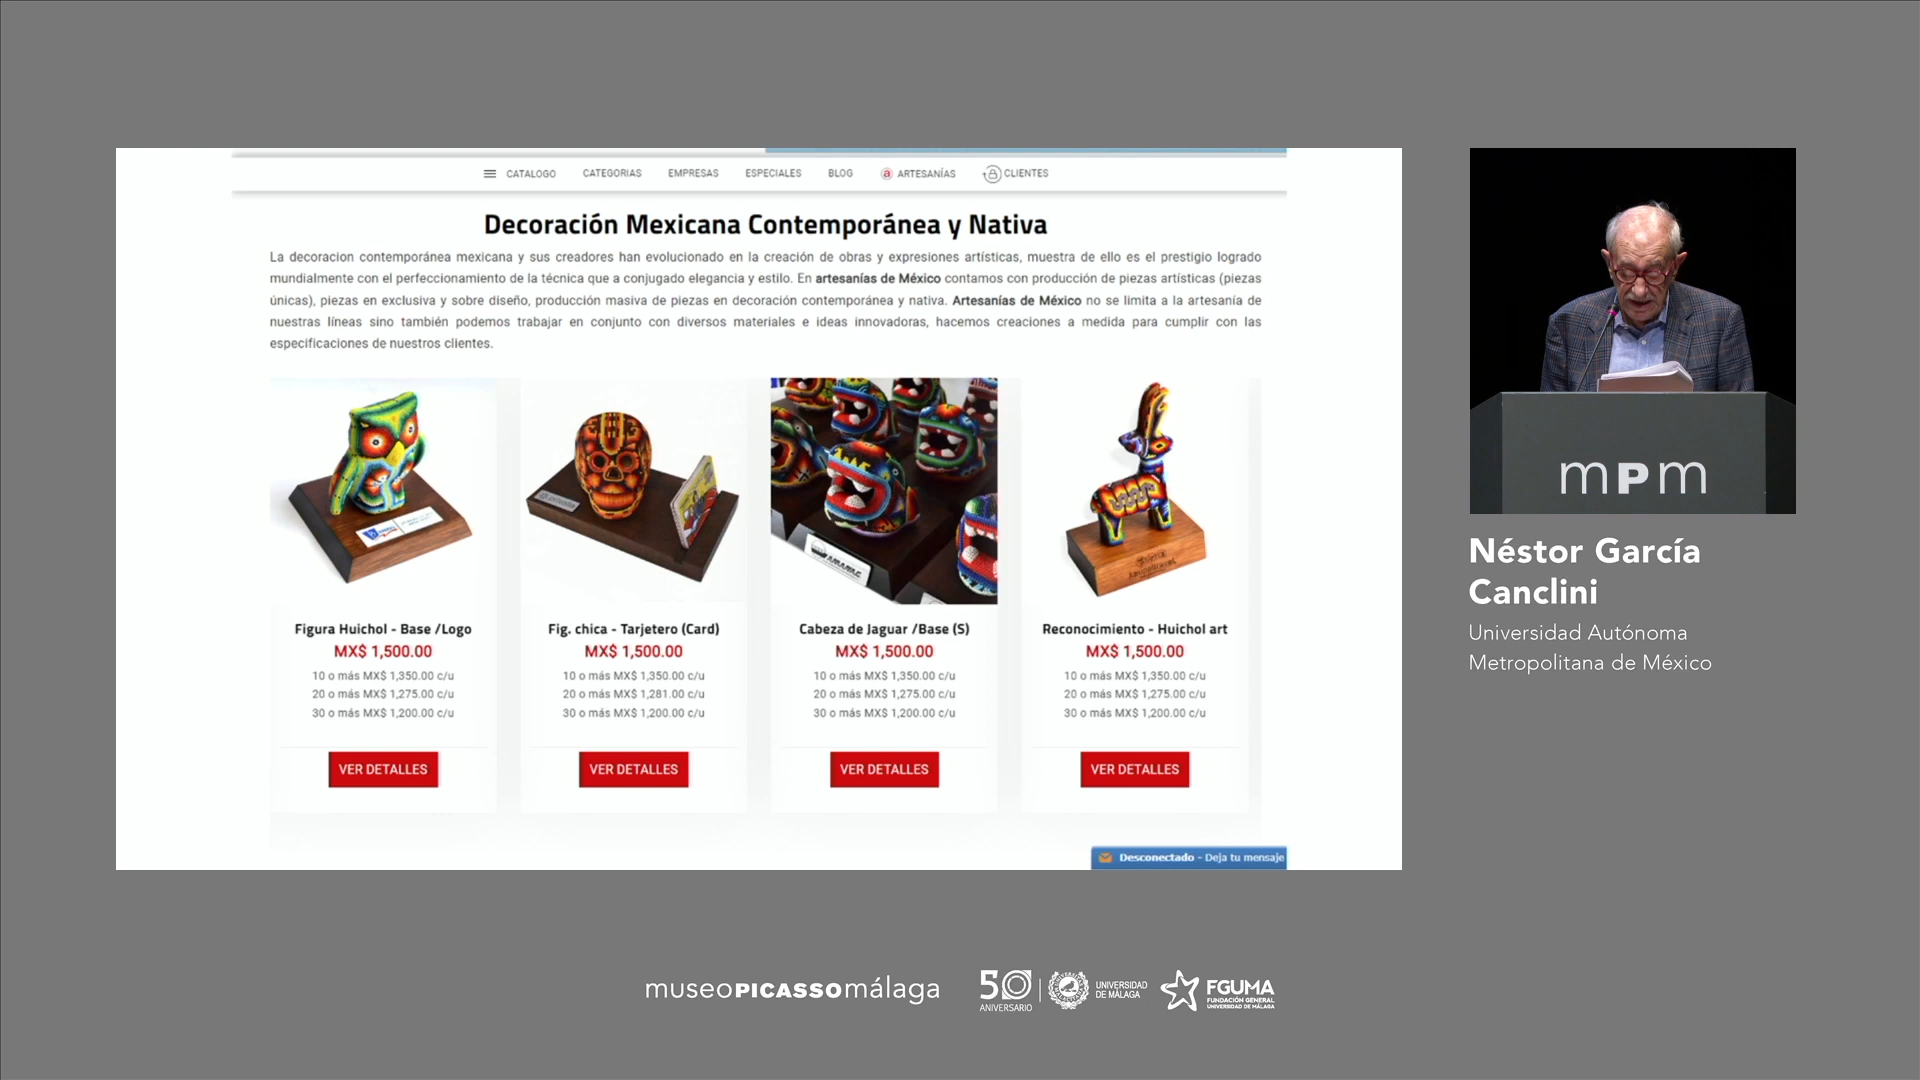 CATALOGO CATEGORIAS EMPRESAS ESPECIALES BLOG ARTESANÍAS CLIENTES
Decoración Mexicana Contemporánea y Nativa
La decoracion contemporánea mexicana y sus creadores han evolucionado en la creación de obras y expresiones artísticas, muestra de ello es el prestigio logrado
mundialmente con el perfeccionamiento de la técnica que a conjugado elegancia y estilo. En artesanías de México contamos con producción de piezas artísticas (piezas
únicas), piezas en exclusiva y sobre diseño, producción masiva de piezas en decoración contemporánea y nativa. Artesanías de México no se limita a la artesanía de
nuestras líneas sino también podemos trabajar en conjunto con diversos materiales e ideas innovadoras, hacemos creaciones a medida para cumplir con las
especificaciones de nuestros clientes.
Figura Huichol - Base /Logo
MX$ 1,500.00
10 o más MX$ 1,350.00 c/u
20 o más MX$ 1,275.00 c/u
30 o más MX$ 1,200.00 c/u
VER DETALLES
Fig. chica - Tarjetero (Card)
MX$ 1,500.00
10 o más MX$ 1,350.00 c/u
20 o más MX$ 1,281.00 c/u
30 o más MX$ 1,200.00 c/u
VER DETALLES
Cabeza de Jaguar /Base (S)
MX$ 1,500.00
10 o más MX$ 1,350.00 c/u
20 o más MX$ 1,275.00 c/u
30 o más MX$ 1,200.00 c/u
VER DETALLES
Reconocimiento - Huichol art
MX$ 1,500.00
10 o más MX$ 1,350.00 c/u
20 o más MX$ 1,275.00 c/u
30 o más MX$ 1,200.00 c/u
VER DETALLES
Desconectado - Deja tu mensaje
mPm
Néstor García
Canclini
Universidad Autónoma
Metropolitana de México
museoPICASSOmálaga
50
ANIVERSARIO
UNIVERSIDAD
DE MÁLAGA
FGUMA
FUNDACIÓN GENERAL
UNIVERSIDAD DE MÁLAGA